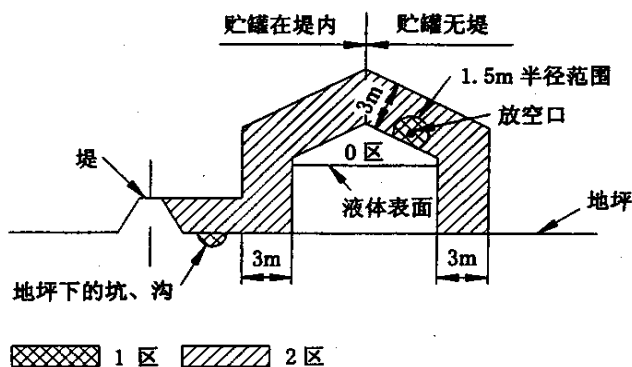 贮罐在堤内
贮罐无堤
1.5m 半径范围
3m
放空口
0 区
堤
液体表面
地坪
3m
3m
地坪下的坑、沟
1 区
2 区